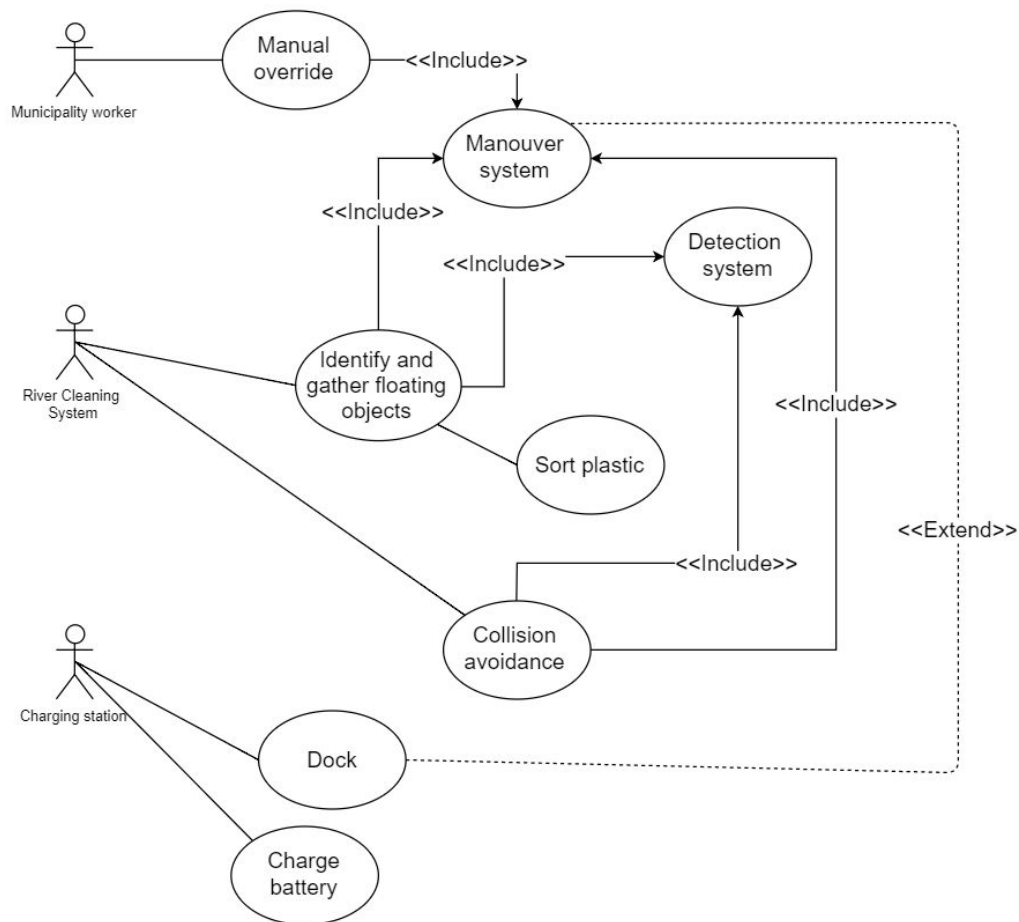 Manual
override
<<Include>>
Municipality worker
Manouver
system
<<Include>>
Detection
system
<<Include>>
Identify and
gather floating
objects
River Cleaning
System
<<Include>>
Sort plastic
<<Extend>>
<<Include>>
Collision
avoidance
Charging station
Dock
Charge
battery